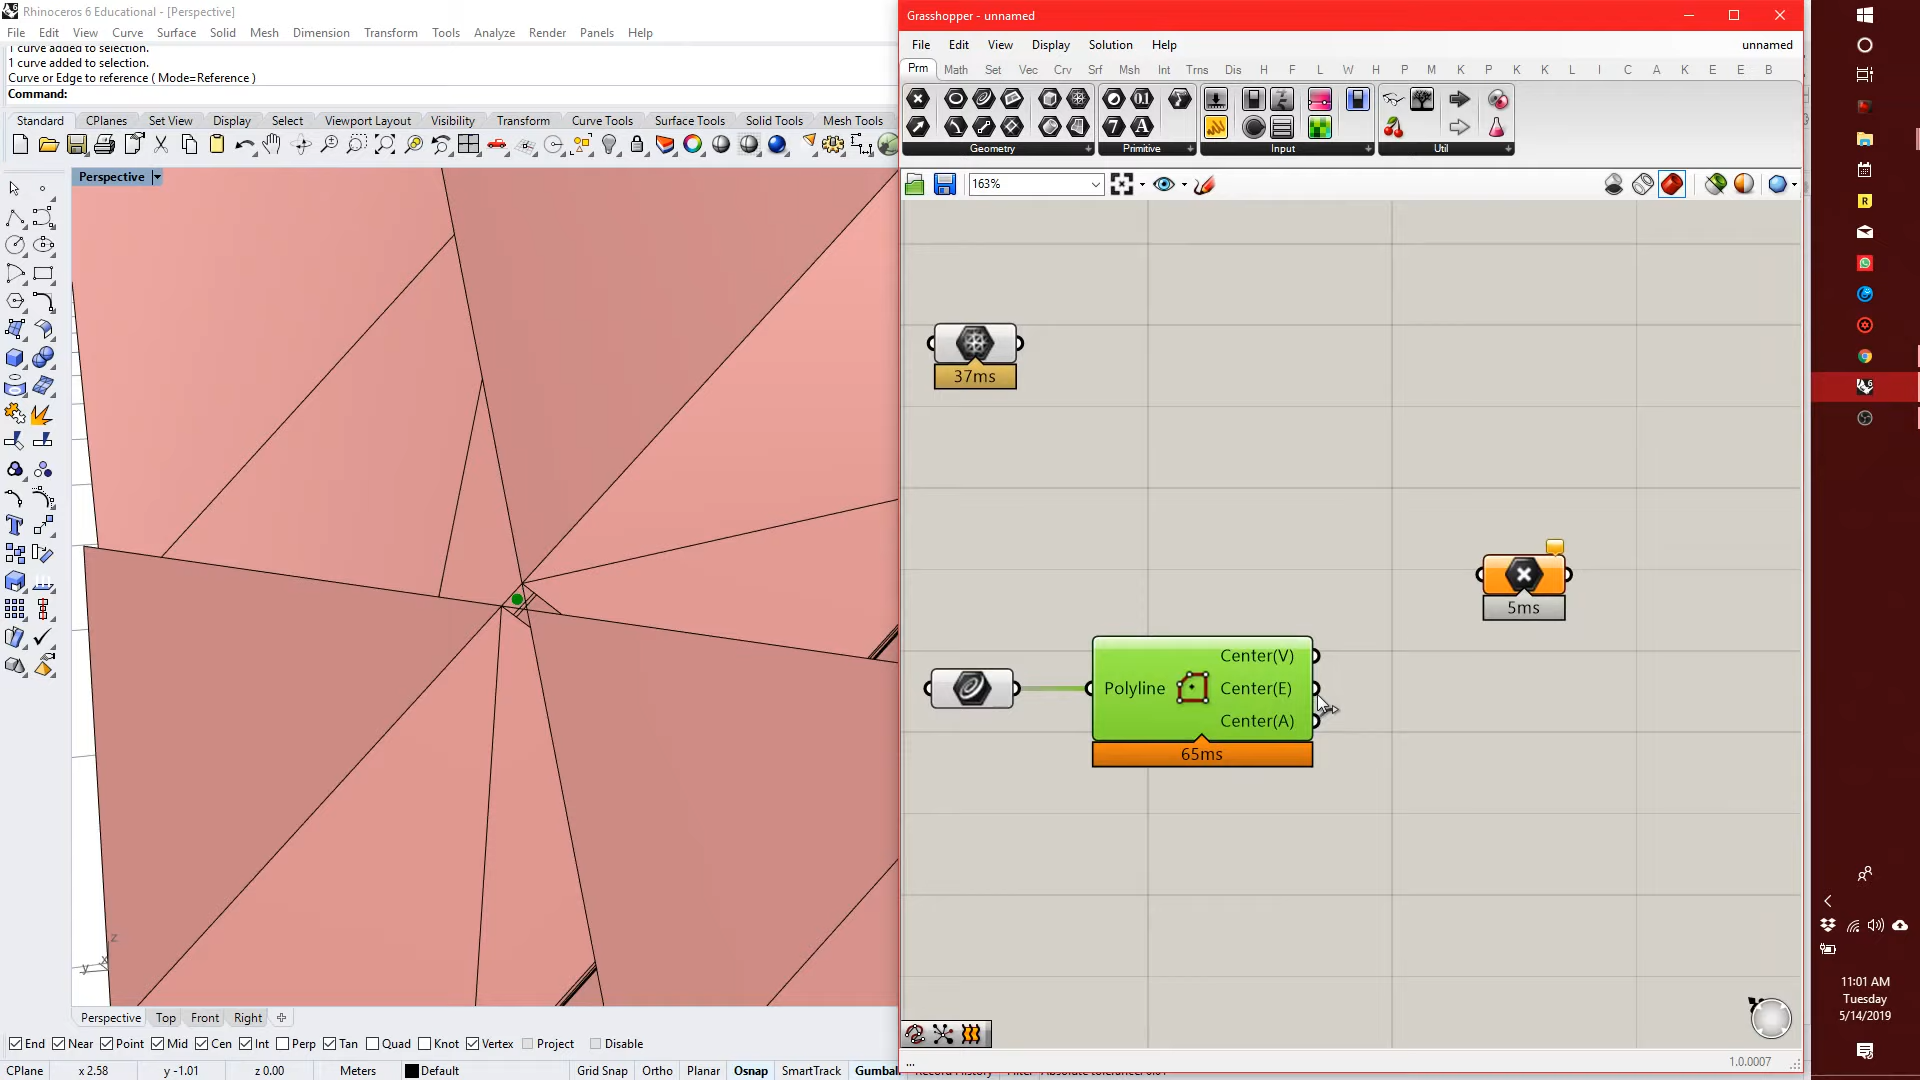 Rhinoceros 6 Educational - [Perspective]
File Edit View Curve Surface Solid Mesh Dimension Transform Tools Analyze Render Panels Help
1 curve added to selection.
1 curve added to selection.
Curve or Edge to reference ( Mode=Reference )
Command:
Standard CPlanes Set View Display Select Viewport Layout Visibility Transform Curve Tools Surface Tools Solid Tools Mesh Tools
Perspective
z
y x
Perspective Top Front Right
End Near Point Mid Cen Int Perp Tan Quad Knot Vertex Project Disable
CPlane x 2.58 y -1.01 z 0.00 Meters Default Grid Snap Ortho Planar Osnap SmartTrack Gumball
Grasshopper - unnamed
File Edit View Display Solution Help unnamed
Prm Math Set Vec Crv Srf Msh Int Trns Dis H F L W H P M K P K K L I C A K E E B
Geometry Primitive Input Util
163%
37ms
5ms
Polyline Center(V)
Center(E)
Center(A)
65ms
... 1.0.0007
11:01 AM
Tuesday
5/14/2019